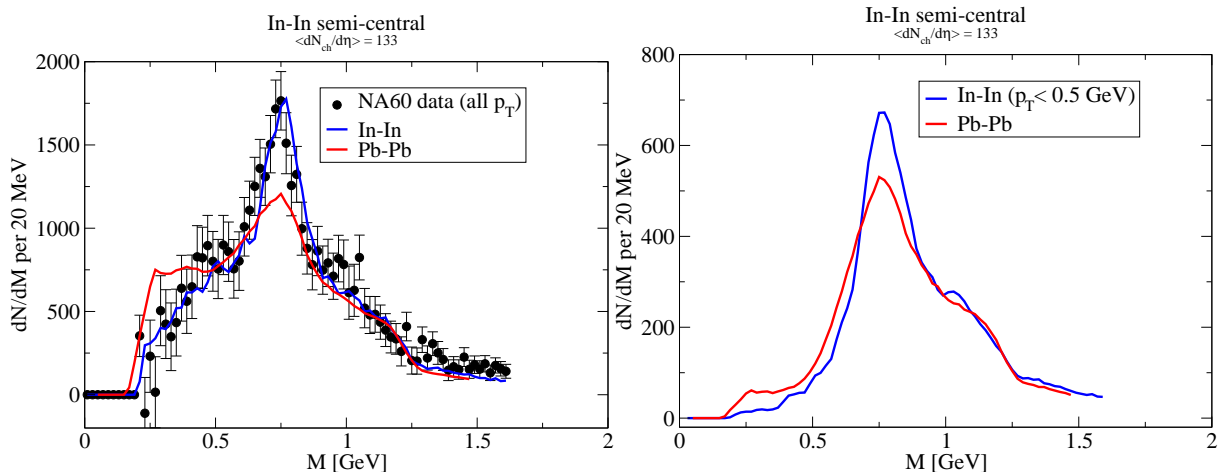 In-In semi-central
<dN_ch/dη> = 133
2000
1500
1000
500
0
dN/dM per 20 MeV
NA60 data (all p_T)
In-In
Pb-Pb
0
0.5
1
1.5
2
M [GeV]
In-In semi-central
<dN_ch/dη> = 133
800
600
400
200
0
dN/dM per 20 MeV
In-In (p_T< 0.5 GeV)
Pb-Pb
0
0.5
1
1.5
2
M [GeV]